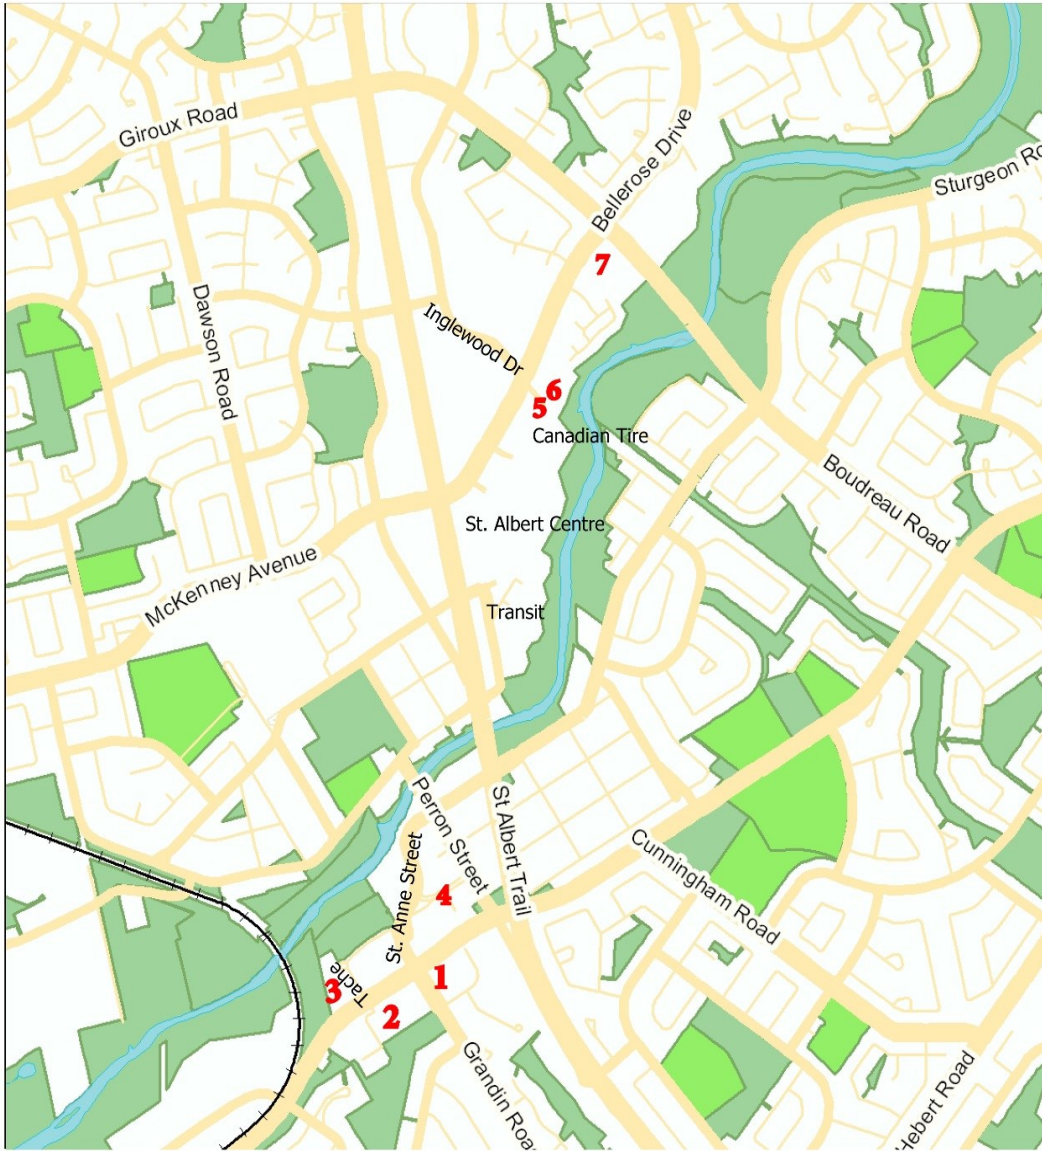 Giroux Road
Bellerose Drive
Sturgeon Ro
7
Dawson Road
Inglewood Dr
6
5
Canadian Tire
Boudreau Road
St. Albert Centre
McKenney Avenue
Transit
Perron Street
St Albert Trail
St. Anne Street
Cunningham Road
4
Tache
1
3
2
Grandin Road
Hebert Road